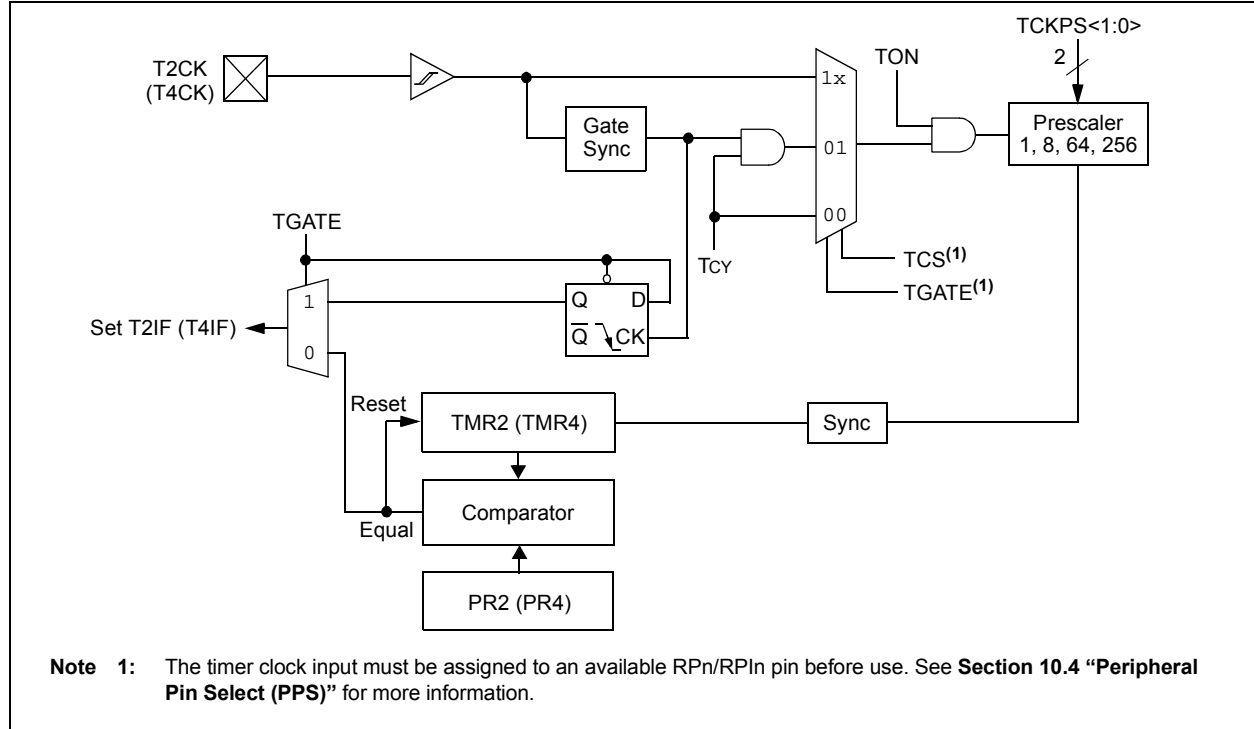 TCKPS<1:0>
2
T2CK
(T4CK)
TON
1x
Prescaler
1, 8, 64, 256
Gate
Sync
01
00
TCY
TCS(1)
TGATE(1)
TGATE
1
Q D
Set T2IF (T4IF)
Q CK
0
Reset
TMR2 (TMR4)
Sync
Comparator
Equal
PR2 (PR4)
Note 1: The timer clock input must be assigned to an available RPn/RPIn pin before use. See Section 10.4 “Peripheral
Pin Select (PPS)” for more information.